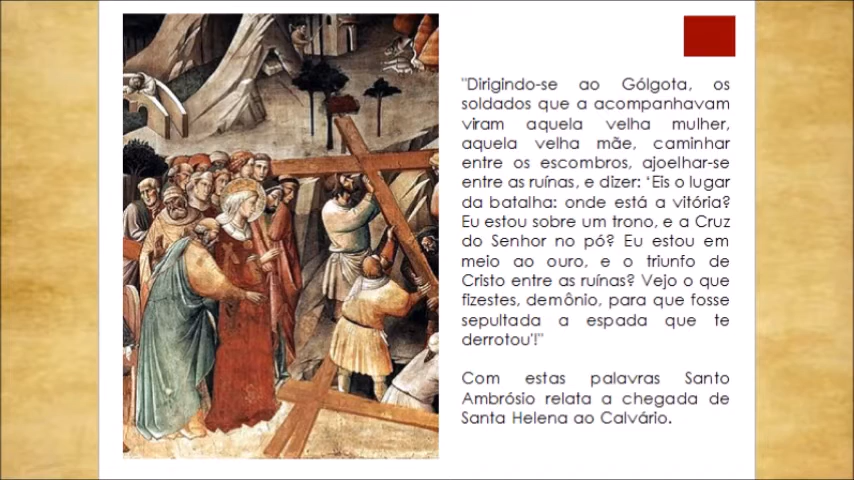 "Dirigindo-se ao Gólgota, os
soldados que a acompanhavam
viram aquela velha mulher,
aquela velha mãe, caminhar
entre os escombros, ajoelhar-se
entre as ruínas, e dizer: 'Eis o lugar
da batalha: onde está a vitória?
Eu estou sobre um trono, e a Cruz
do Senhor no pó? Eu estou em
meio ao ouro, e o triunfo de
Cristo entre as ruínas? Vejo o que
fizestes, demônio, para que fosse
sepultada a espada que te
derrotou'!"
Com estas palavras Santo
Ambrósio relata a chegada de
Santa Helena ao Calvário.